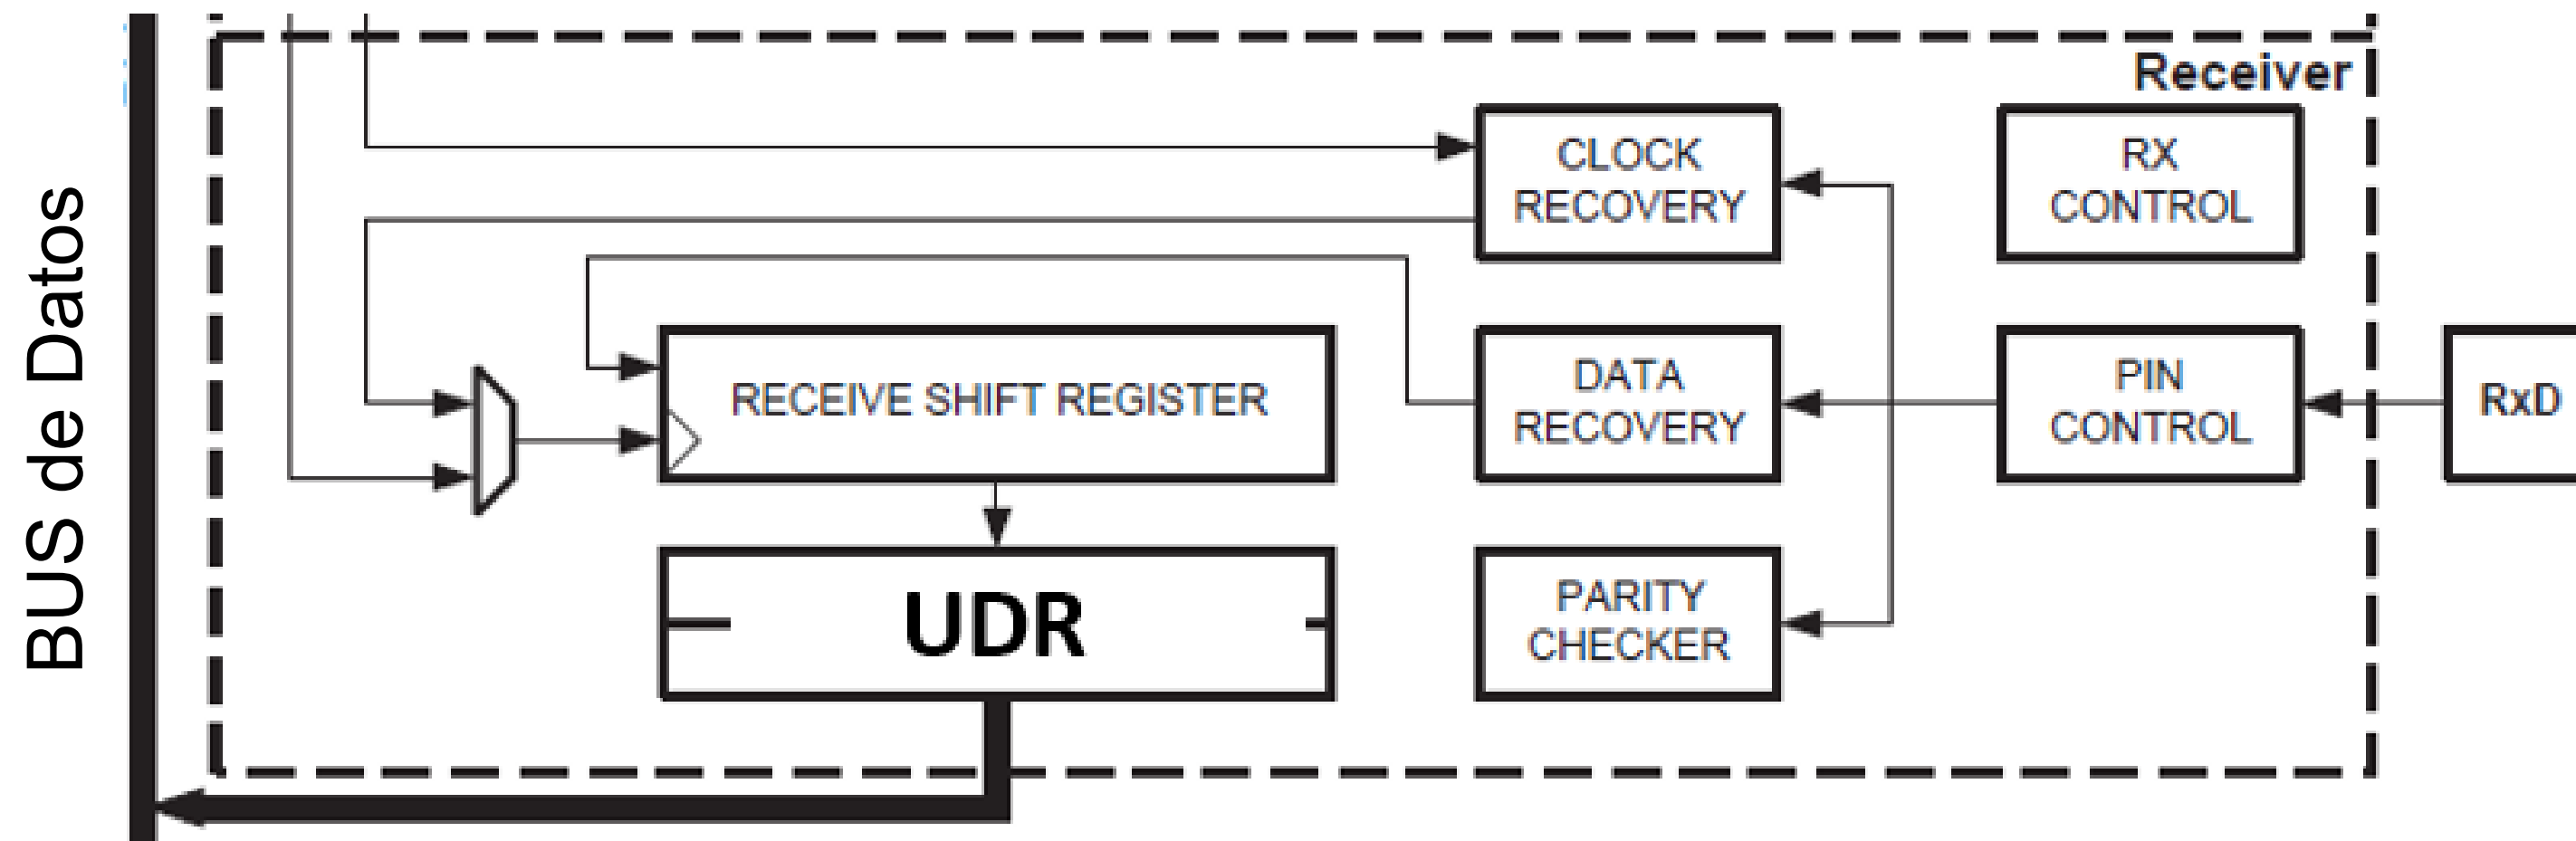 BUS de Datos
Receiver
CLOCK
RECOVERY
RX
CONTROL
RECEIVE SHIFT REGISTER
DATA
RECOVERY
PIN
CONTROL
RxD
UDR
PARITY
CHECKER